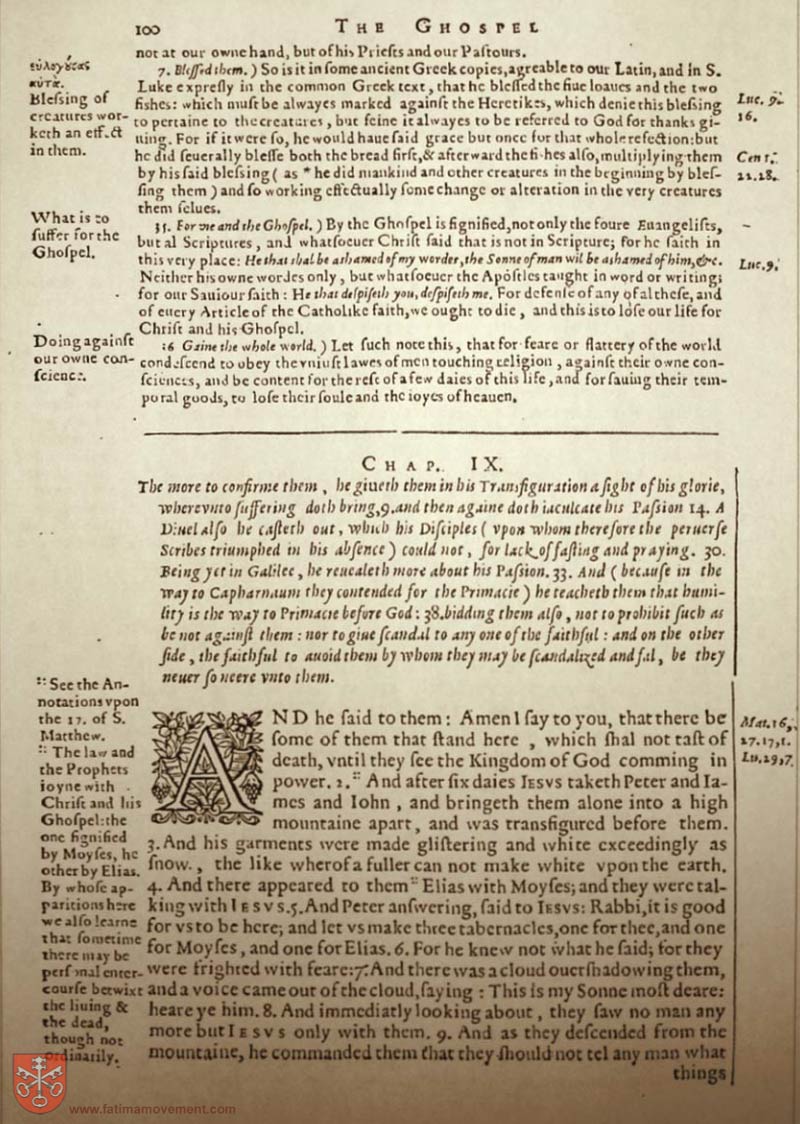 100
THE GHOSPEL
not at our owne hand, but of his Priests and our Pastours.
εὐλογήσας
αὐτὰ.
Blessing of
creatures wor-
keth an effect
in them.
7. Blessed them.) So is it in some ancient Greek copies, agreable to our Latin, and in S.
Luke expresly in the common Greek text, that he blessed the fiue loaues and the two
fishes: which must be alwayes marked against the Heretikes, which denie this blessing
to pertaine to the creatures, but feine it alwayes to be referred to God for thanks gi-
uing. For if it were so, he would haue said grace but once for that whole refection: but
he did seuerally blesse both the bread first, & afterward the fishes also, multiplying them
by his said blessing (as * he did mankind and other creatures in the beginning by bles-
sing them) and so working effectually some change or alteration in the very creatures
them selues.
Luc. 9.
16.
Gen 1.
22.28.
What is to
suffer for the
Ghospel.
35. For me and the Ghospel.) By the Ghospel is signified, not only the foure Euangelists,
but al Scriptures, and whatsoeuer Christ said that is not in Scripture; for he saith in
this very place: He that shal be ashamed of my wordes, the Sonne of man wil be ashamed of him, &c.
Neither his owne wordes only, but whatsoeuer the Apostles taught in word or writing;
for our Sauiour saith: He that despiseth you, despiseth me. For defense of any of al these, and
of euery Article of the Catholike faith, we ought to die, and this is to lose our life for
Christ and his Ghospel.
Luc. 9.
Doing against
our owne con-
science.
36 Gaine the whole world.) Let such note this, that for feare or flattery of the world
condescend to obey the vniust lawes of men touching religion, against their owne con-
sciences, and be content for the rest of a few daies of this life, and for sauing their tem-
poral goods, to lose their soule and the ioyes of heauen.
CHAP. IX.
The more to confirme them, he giueth them in his Transfiguration a sight of his glorie,
wherevnto suffering doth bring, 9. and then againe doth inculcate his Passion 14. A
Diuel also he casteth out, which his Disciples (vpon whom therefore the peruerse
Scribes triumphed in his absence) could not, for lack of fasting and praying. 30.
Being yet in Galilee, he reuealeth more about his Passion. 33. And (because in the
way to Capharnaum they contended for the Primacie) he teacheth them that humi-
lity is the way to Primacie before God: 38. bidding them also, not to prohibit such as
be not against them: nor to giue scandal to any one of the faithful: and on the other
side, the faithful to auoid them by whom they may be scandalized and fal, be they
neuer so neere vnto them.
:: See the An-
notations vpon
the 17. of S.
Matthew.
:: The law and
the Prophets
ioyne with
Christ and his
Ghospel: the
one signified
by Moyses, he
other by Elias.
By whose ap-
paritions here
we also learne
that sometime
there may be
personal enter-
course betwixt
the liuing &
the dead,
though not
ordinarily.
AND he said to them: Amen I say to you, that there be
some of them that stand here, which shal not tast of
death, vntil they see the Kingdom of God comming in
power. 2. :: And after six daies IESVS taketh Peter and Ia-
mes and Iohn, and bringeth them alone into a high
mountaine apart, and was transfigured before them.
3. And his garments were made glistering and white exceedingly as
snow, the like wherof a fuller can not make white vpon the earth.
4. And there appeared to them :: Elias with Moyses; and they were tal-
king with IESVS. 5. And Peter answering, said to IESVS: Rabbi, it is good
for vs to be here; and let vs make three tabernacles, one for thee, and one
for Moyses, and one for Elias. 6. For he knew not what he said; for they
were frighted with feare: 7. And there was a cloud ouershadowing them,
and a voice came out of the cloud, saying: This is my Sonne most deare:
heare ye him. 8. And immediatly looking about, they saw no man any
more but IESVS only with them. 9. And as they descended from the
mountaine, he commanded them that they should not tel any man what
things
Mat. 16,
27. 17, 1.
Lu. 29, 7.
www.fatimamovement.com